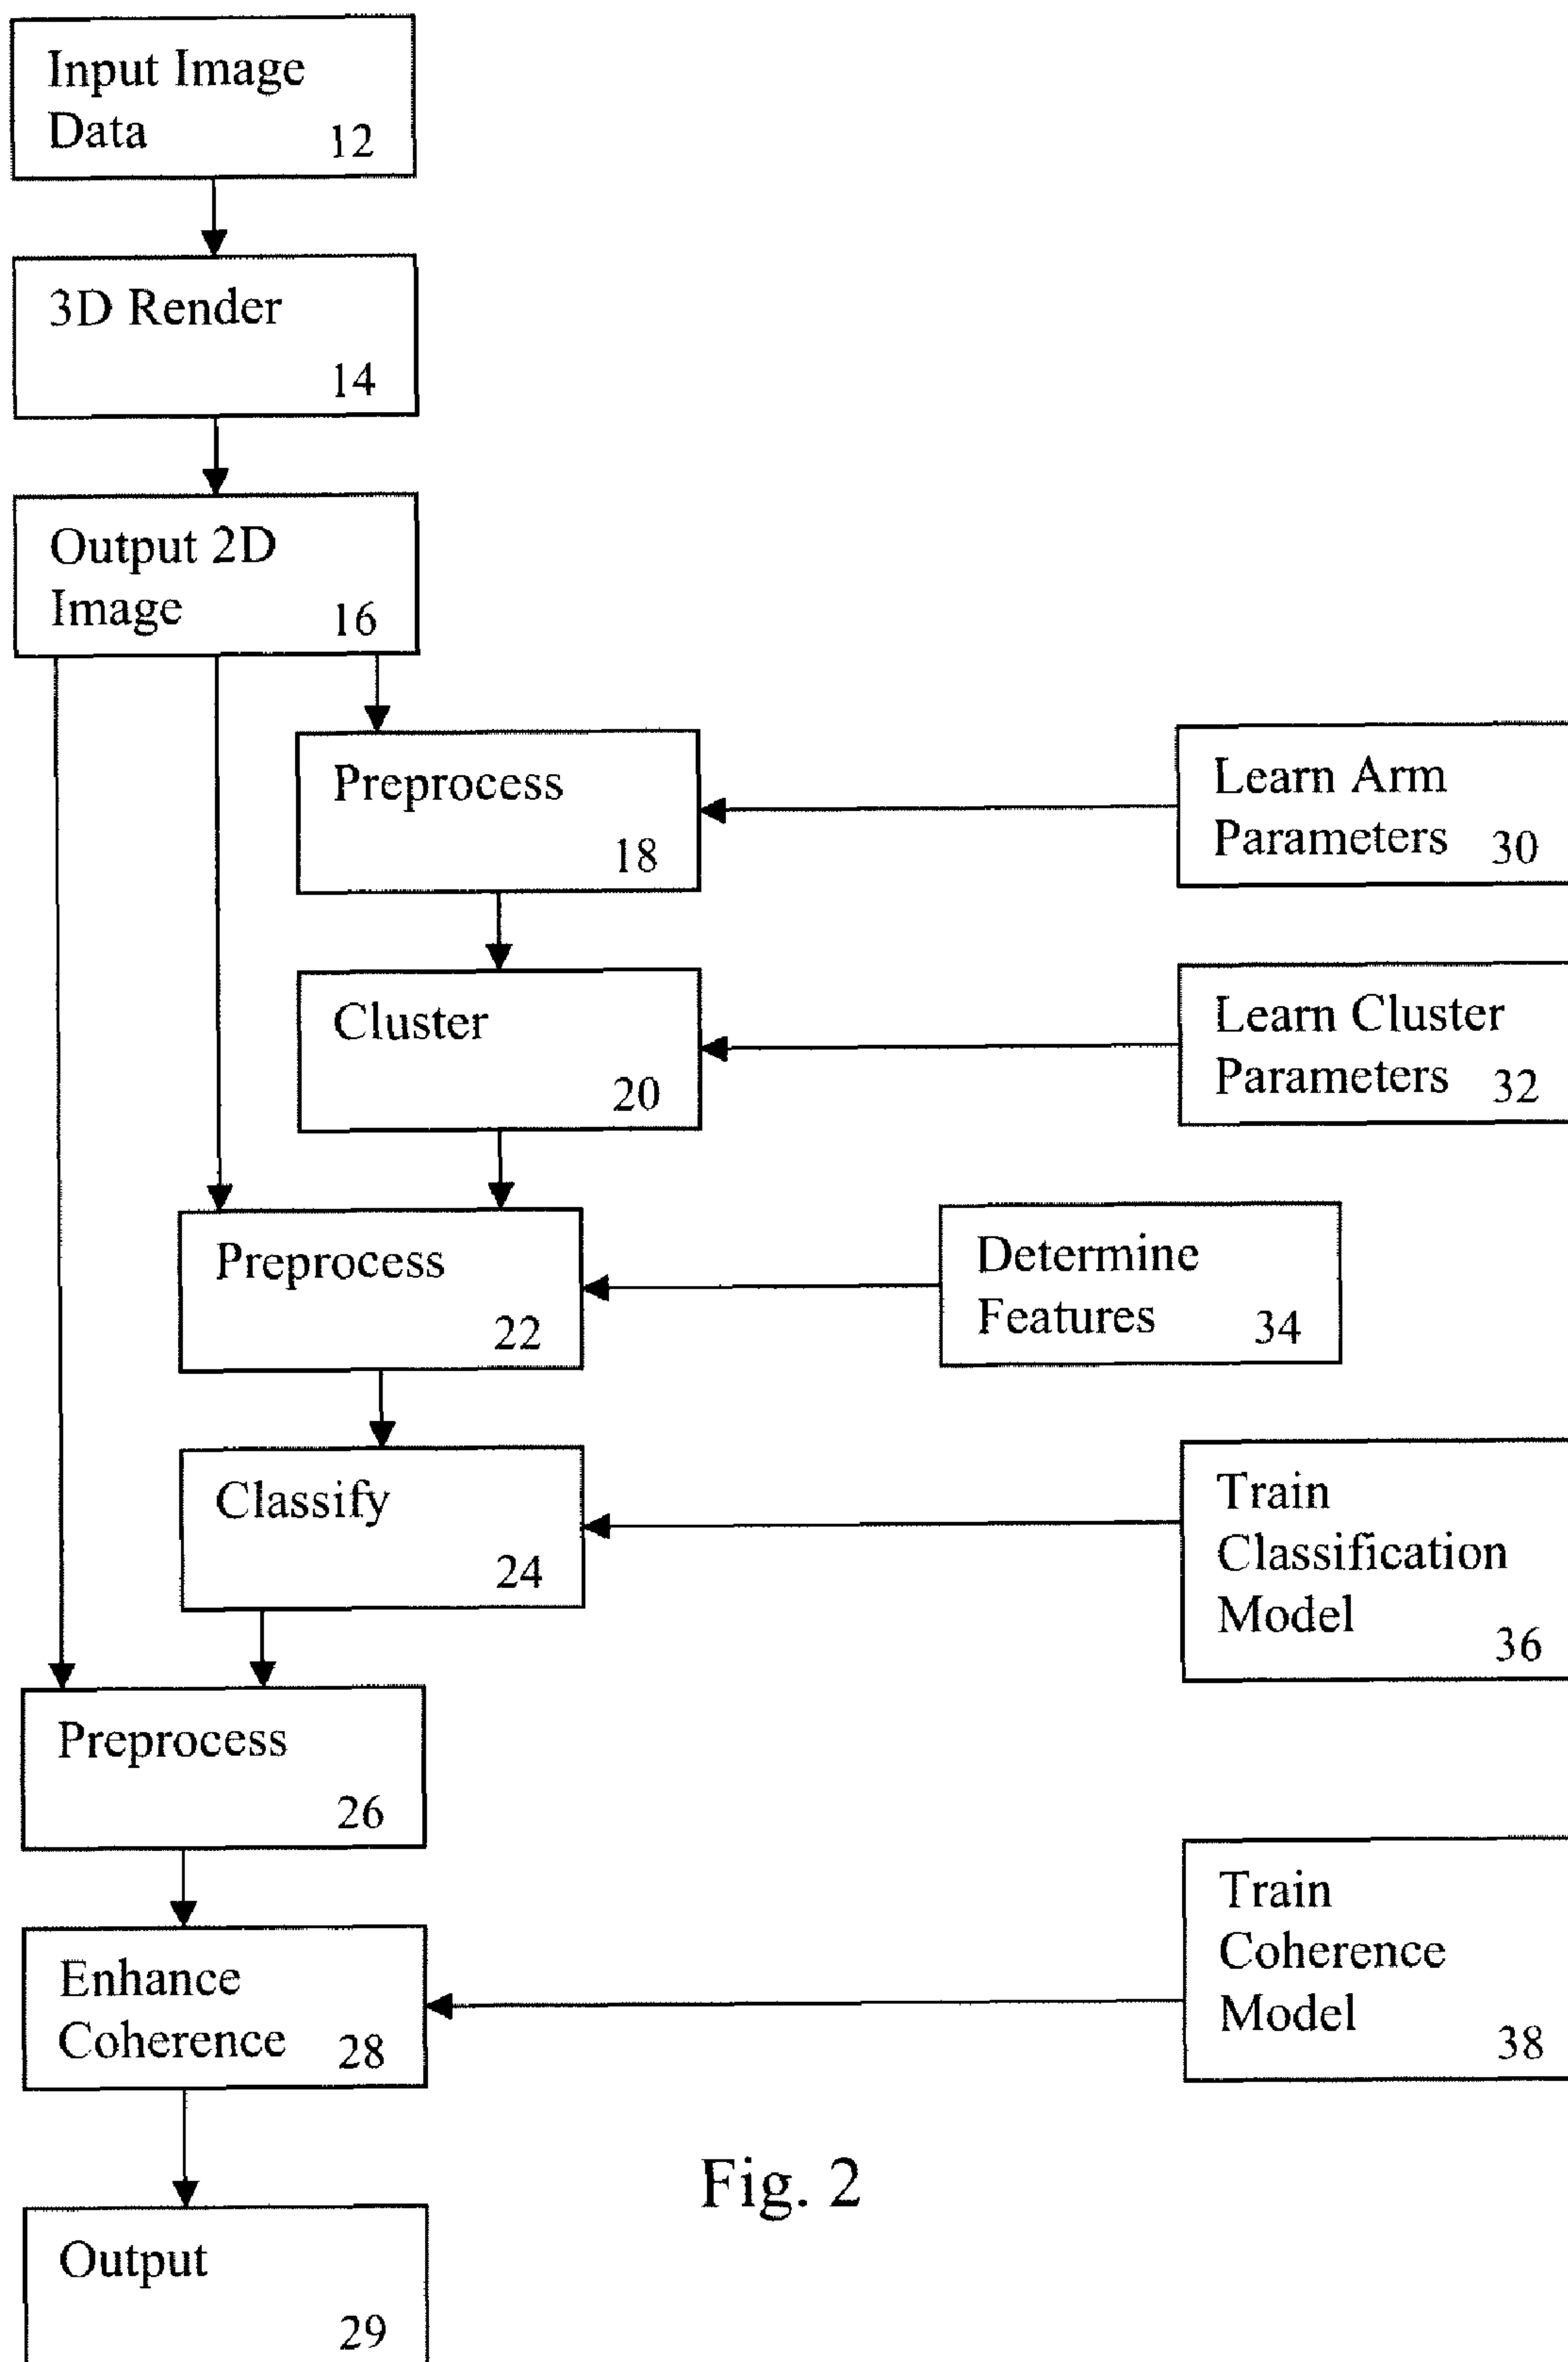 Input Image
Data
12
3D Render
14
Output 2D
Image
16
Preprocess
18
Learn Arm
Parameters
30
Cluster
20
Learn Cluster
Parameters
32
Preprocess
22
Determine
Features
34
Classify
24
Train
Classification
Model
36
Preprocess
26
Enhance
Coherence
28
Train
Coherence
Model
38
Output
29
Fig. 2